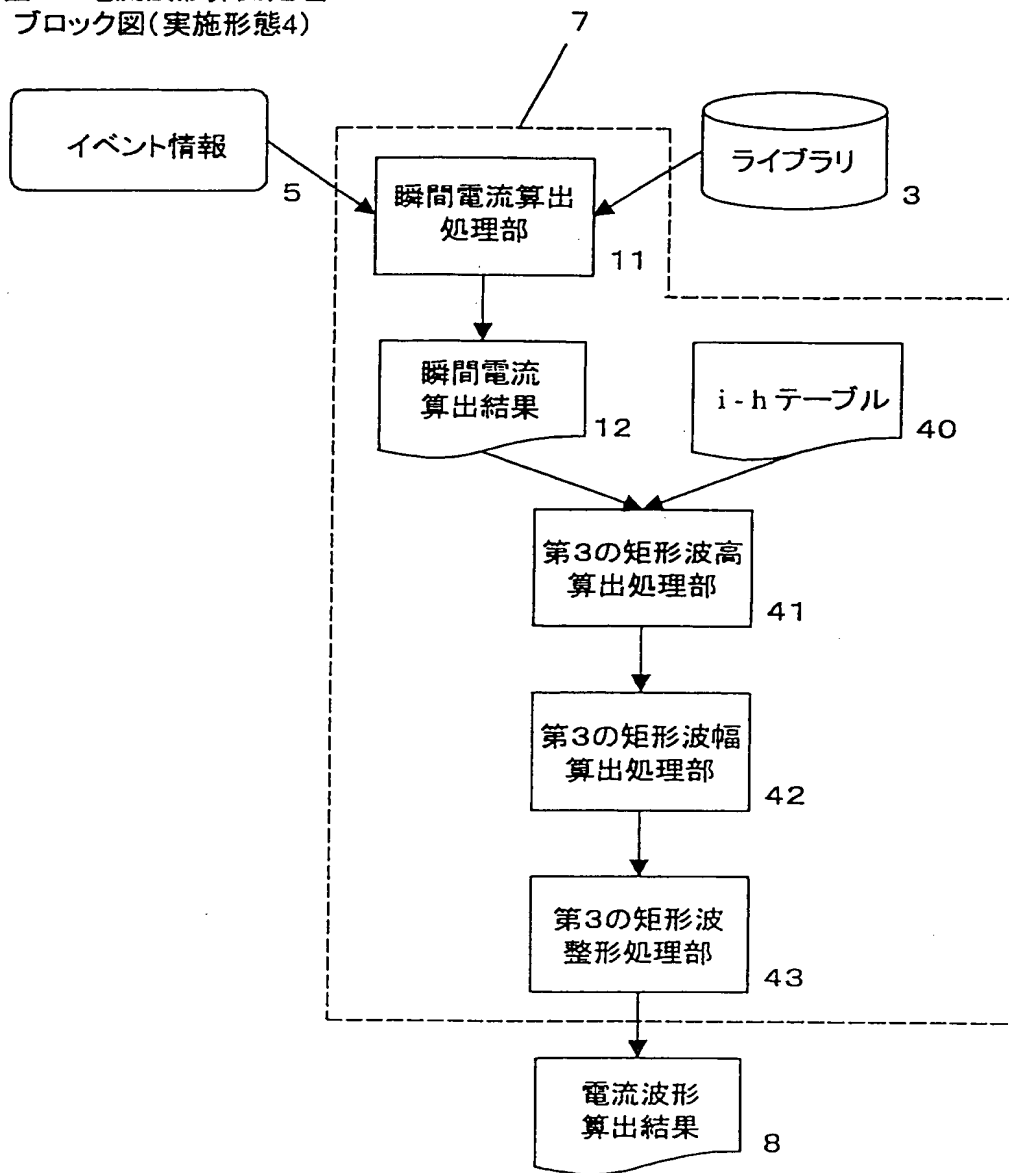 ブロック図(実施形態4)
7
イベント情報
5
瞬間電流算出
処理部
11
ライブラリ
3
瞬間電流
算出結果
12
i-hテーブル
40
第3の矩形波高
算出処理部
41
第3の矩形波幅
算出処理部
42
第3の矩形波
整形処理部
43
電流波形
算出結果
8